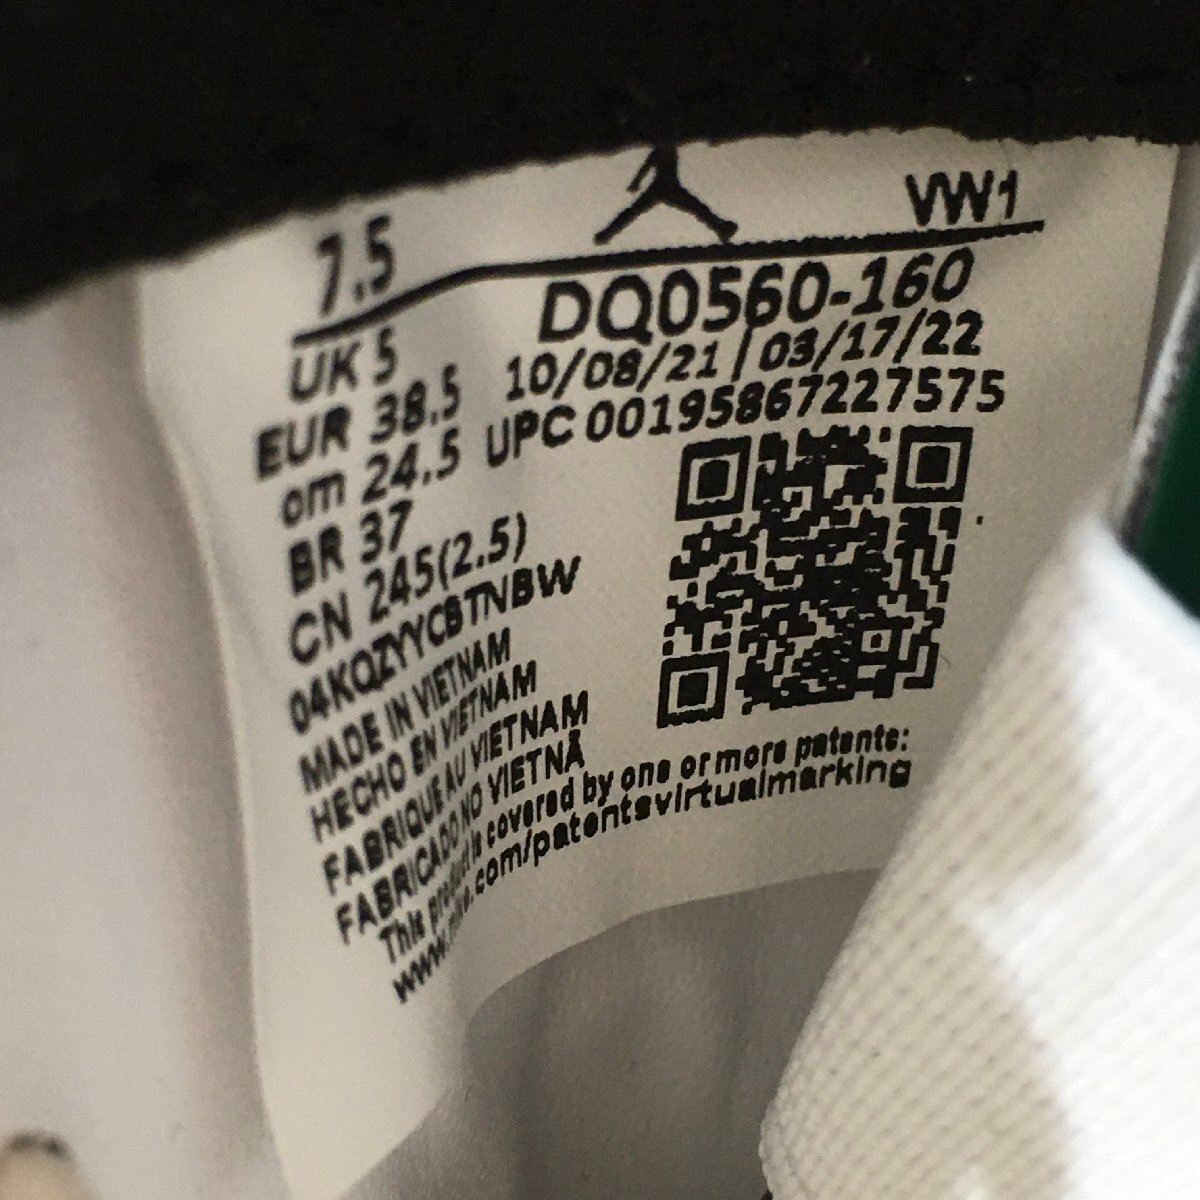 7.5 VW1
DQ0560-160
UK 5
10/08/21 | 03/17/22
EUR 38.5
UPC 00195867227575
cm 24.5
BR 37
CN 245(2.5)
04KQZYYCBTNBW
MADE IN VIETNAM
HECHO EN VIETNAM
FABRIQUE AU VIETNAM
FABRICADO NO VIETNÃ
This product is covered by one or more patents:
www.nike.com/patentsvirtualmarking